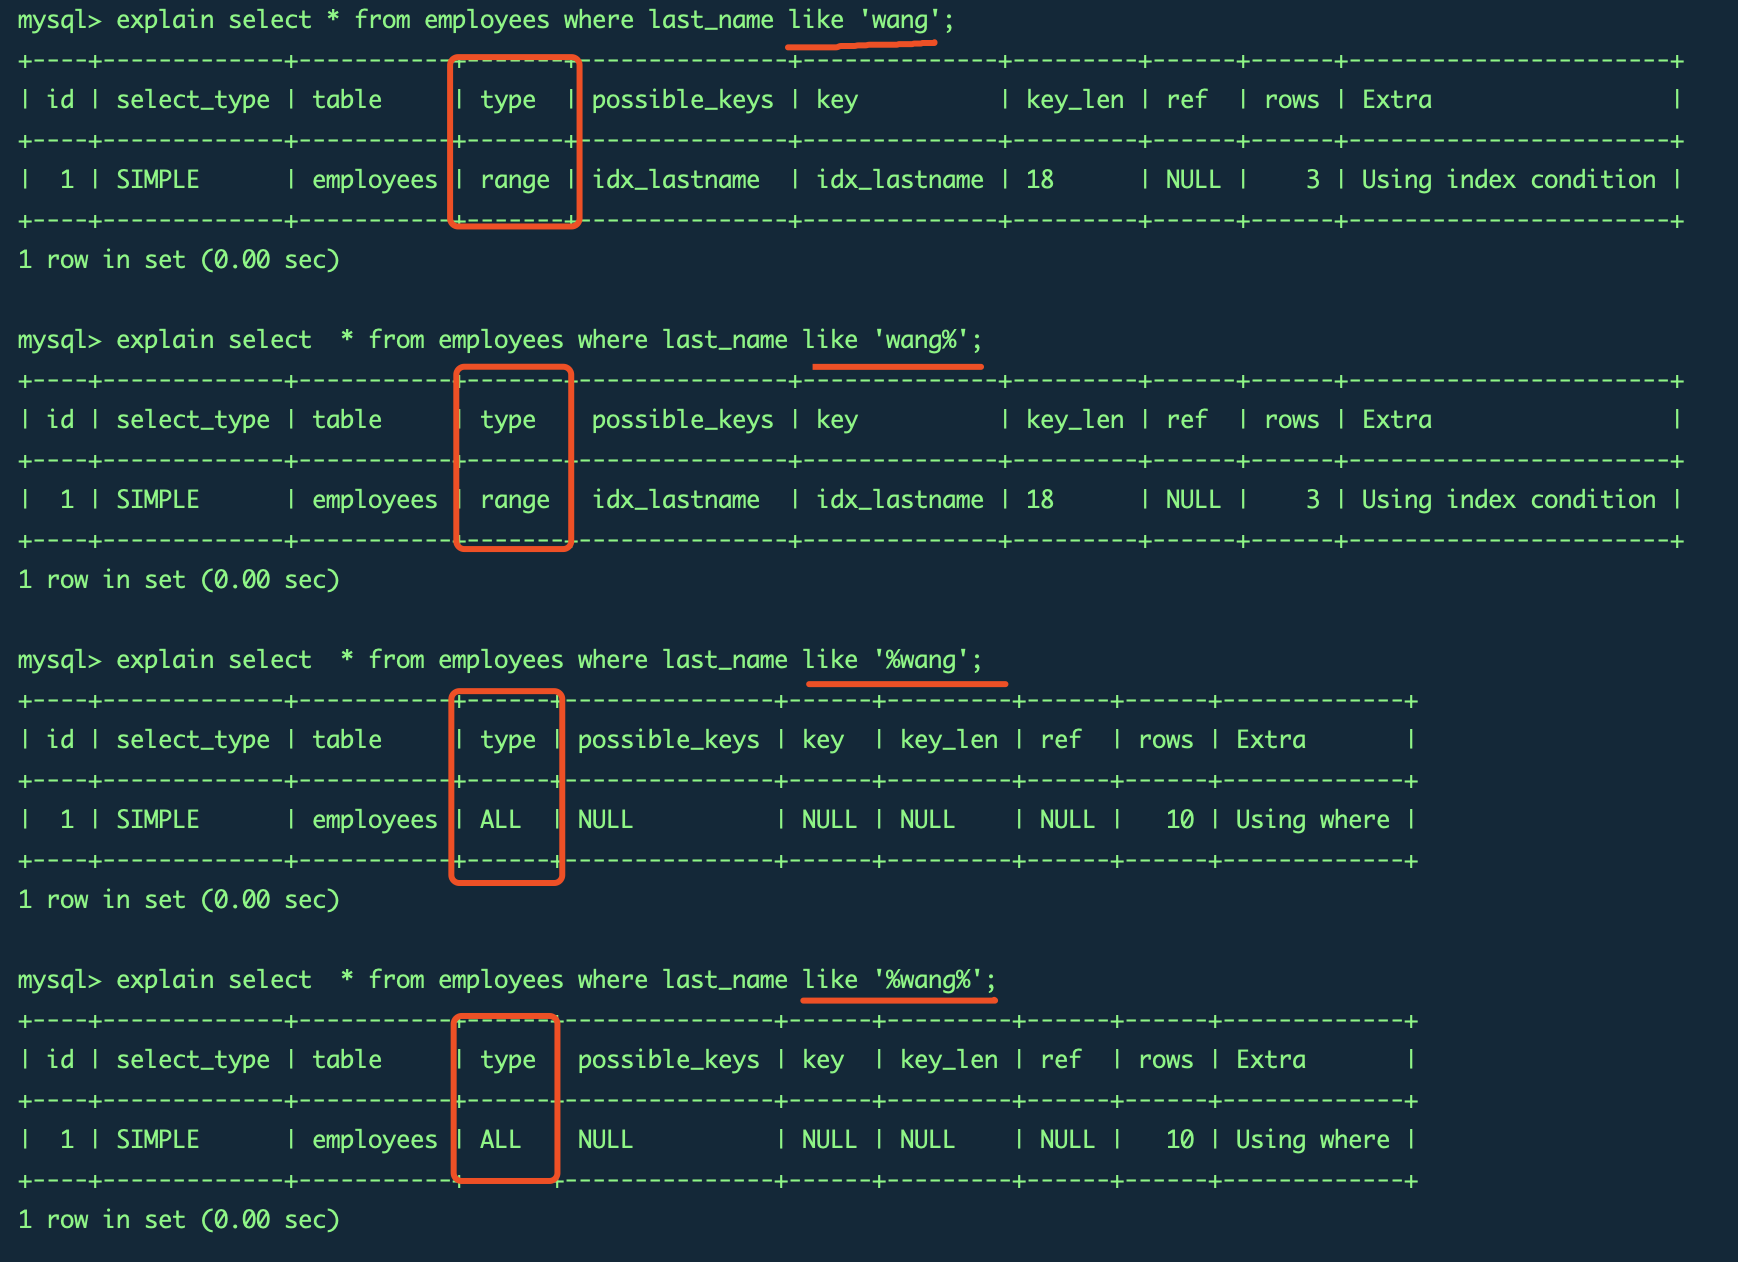 mysql> explain select * from employees where last_name like 'wang';
+----+-------------+-----------+-------+---------------+--------------+---------+------+------+-----------------------+
| id | select_type | table     | type  | possible_keys | key          | key_len | ref  | rows | Extra                 |
+----+-------------+-----------+-------+---------------+--------------+---------+------+------+-----------------------+
|  1 | SIMPLE      | employees | range | idx_lastname  | idx_lastname | 18      | NULL |    3 | Using index condition |
+----+-------------+-----------+-------+---------------+--------------+---------+------+------+-----------------------+
1 row in set (0.00 sec)
mysql> explain select  * from employees where last_name like 'wang%';
+----+-------------+-----------+-------+---------------+--------------+---------+------+------+-----------------------+
| id | select_type | table     | type  | possible_keys | key          | key_len | ref  | rows | Extra                 |
+----+-------------+-----------+-------+---------------+--------------+---------+------+------+-----------------------+
|  1 | SIMPLE      | employees | range | idx_lastname  | idx_lastname | 18      | NULL |    3 | Using index condition |
+----+-------------+-----------+-------+---------------+--------------+---------+------+------+-----------------------+
1 row in set (0.00 sec)
mysql> explain select  * from employees where last_name like '%wang';
+----+-------------+-----------+------+---------------+------+---------+------+------+-------------+
| id | select_type | table     | type | possible_keys | key  | key_len | ref  | rows | Extra       |
+----+-------------+-----------+------+---------------+------+---------+------+------+-------------+
|  1 | SIMPLE      | employees | ALL  | NULL          | NULL | NULL    | NULL |   10 | Using where |
+----+-------------+-----------+------+---------------+------+---------+------+------+-------------+
1 row in set (0.00 sec)
mysql> explain select  * from employees where last_name like '%wang%';
+----+-------------+-----------+------+---------------+------+---------+------+------+-------------+
| id | select_type | table     | type | possible_keys | key  | key_len | ref  | rows | Extra       |
+----+-------------+-----------+------+---------------+------+---------+------+------+-------------+
|  1 | SIMPLE      | employees | ALL  | NULL          | NULL | NULL    | NULL |   10 | Using where |
+----+-------------+-----------+------+---------------+------+---------+------+------+-------------+
1 row in set (0.00 sec)